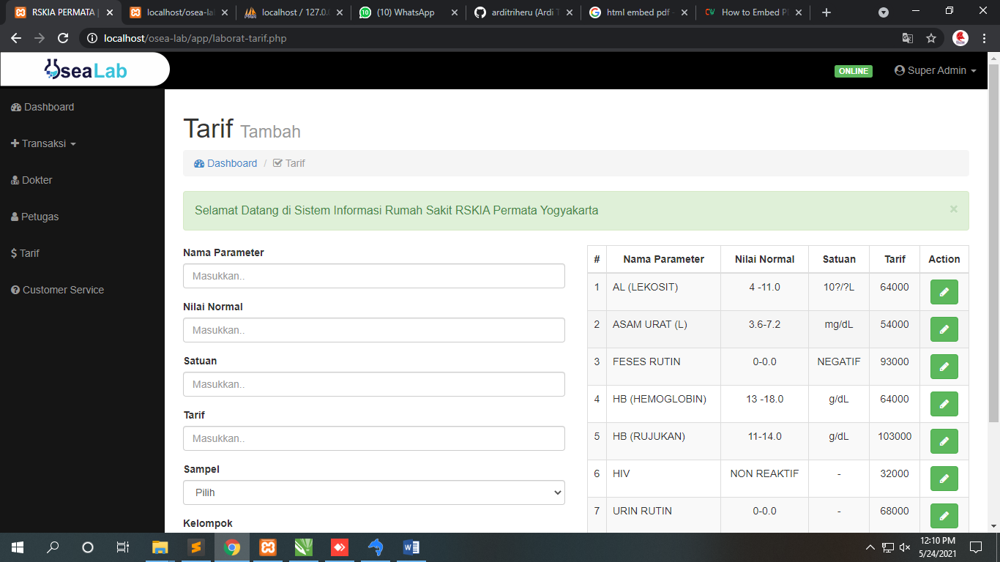 RSKIA PERMATA |
localhost/osea-lab
localhost / 127.0.0
(10) WhatsApp
arditriheru (Ardi T
html embed pdf -
CW How to Embed P
localhost/osea-lab/app/laborat-tarif.php
OseaLab
ONLINE
Super Admin
Dashboard
Transaksi
Dokter
Petugas
$ Tarif
Customer Service
Tarif Tambah
Dashboard / Tarif
Selamat Datang di Sistem Informasi Rumah Sakit RSKIA Permata Yogyakarta ×
Nama Parameter
Masukkan..
Nilai Normal
Masukkan..
Satuan
Masukkan..
Tarif
Masukkan..
Sampel
Pilih
Kelompok
# Nama Parameter Nilai Normal Satuan Tarif Action
1 AL (LEKOSIT) 4 -11.0 10?/?L 64000
2 ASAM URAT (L) 3.6-7.2 mg/dL 54000
3 FESES RUTIN 0-0.0 NEGATIF 93000
4 HB (HEMOGLOBIN) 13 -18.0 g/dL 64000
5 HB (RUJUKAN) 11-14.0 g/dL 103000
6 HIV NON REAKTIF - 32000
7 URIN RUTIN 0-0.0 - 68000
12:10 PM
5/24/2021